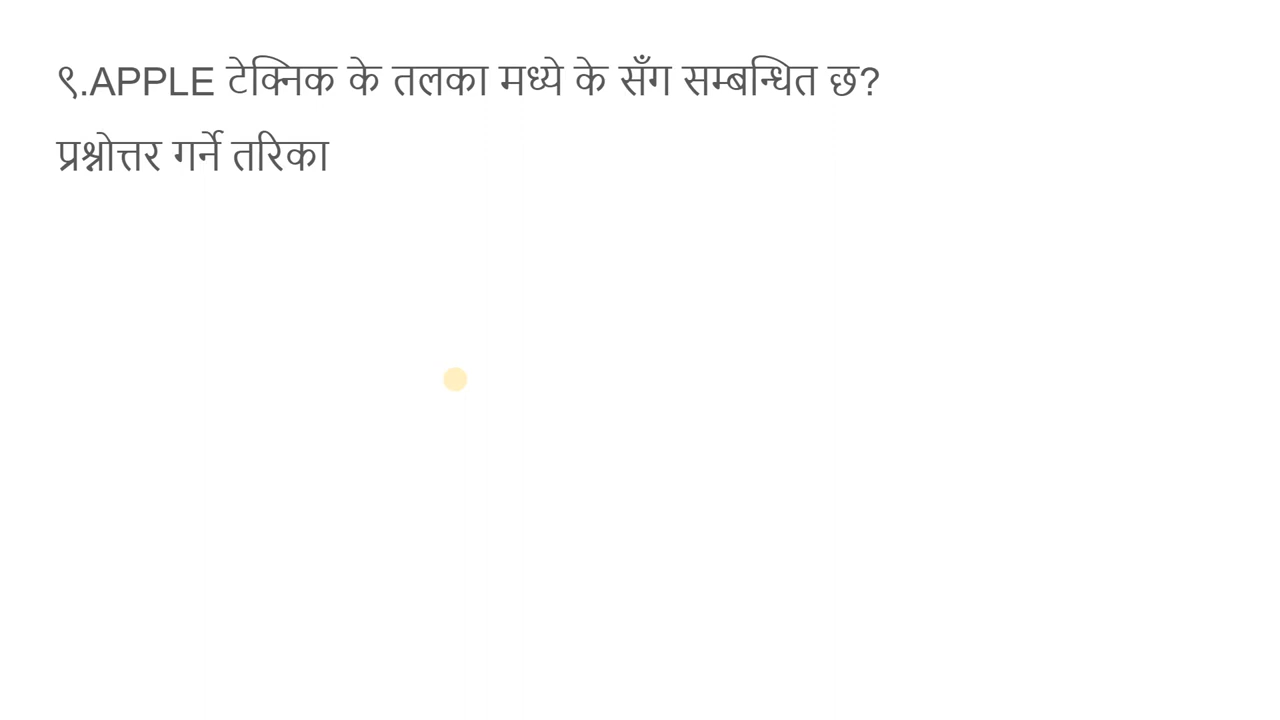 ९.APPLE टेक्निक के तलका मध्ये के सँग सम्बन्धित छ?
प्रश्नोत्तर गर्ने तरिका